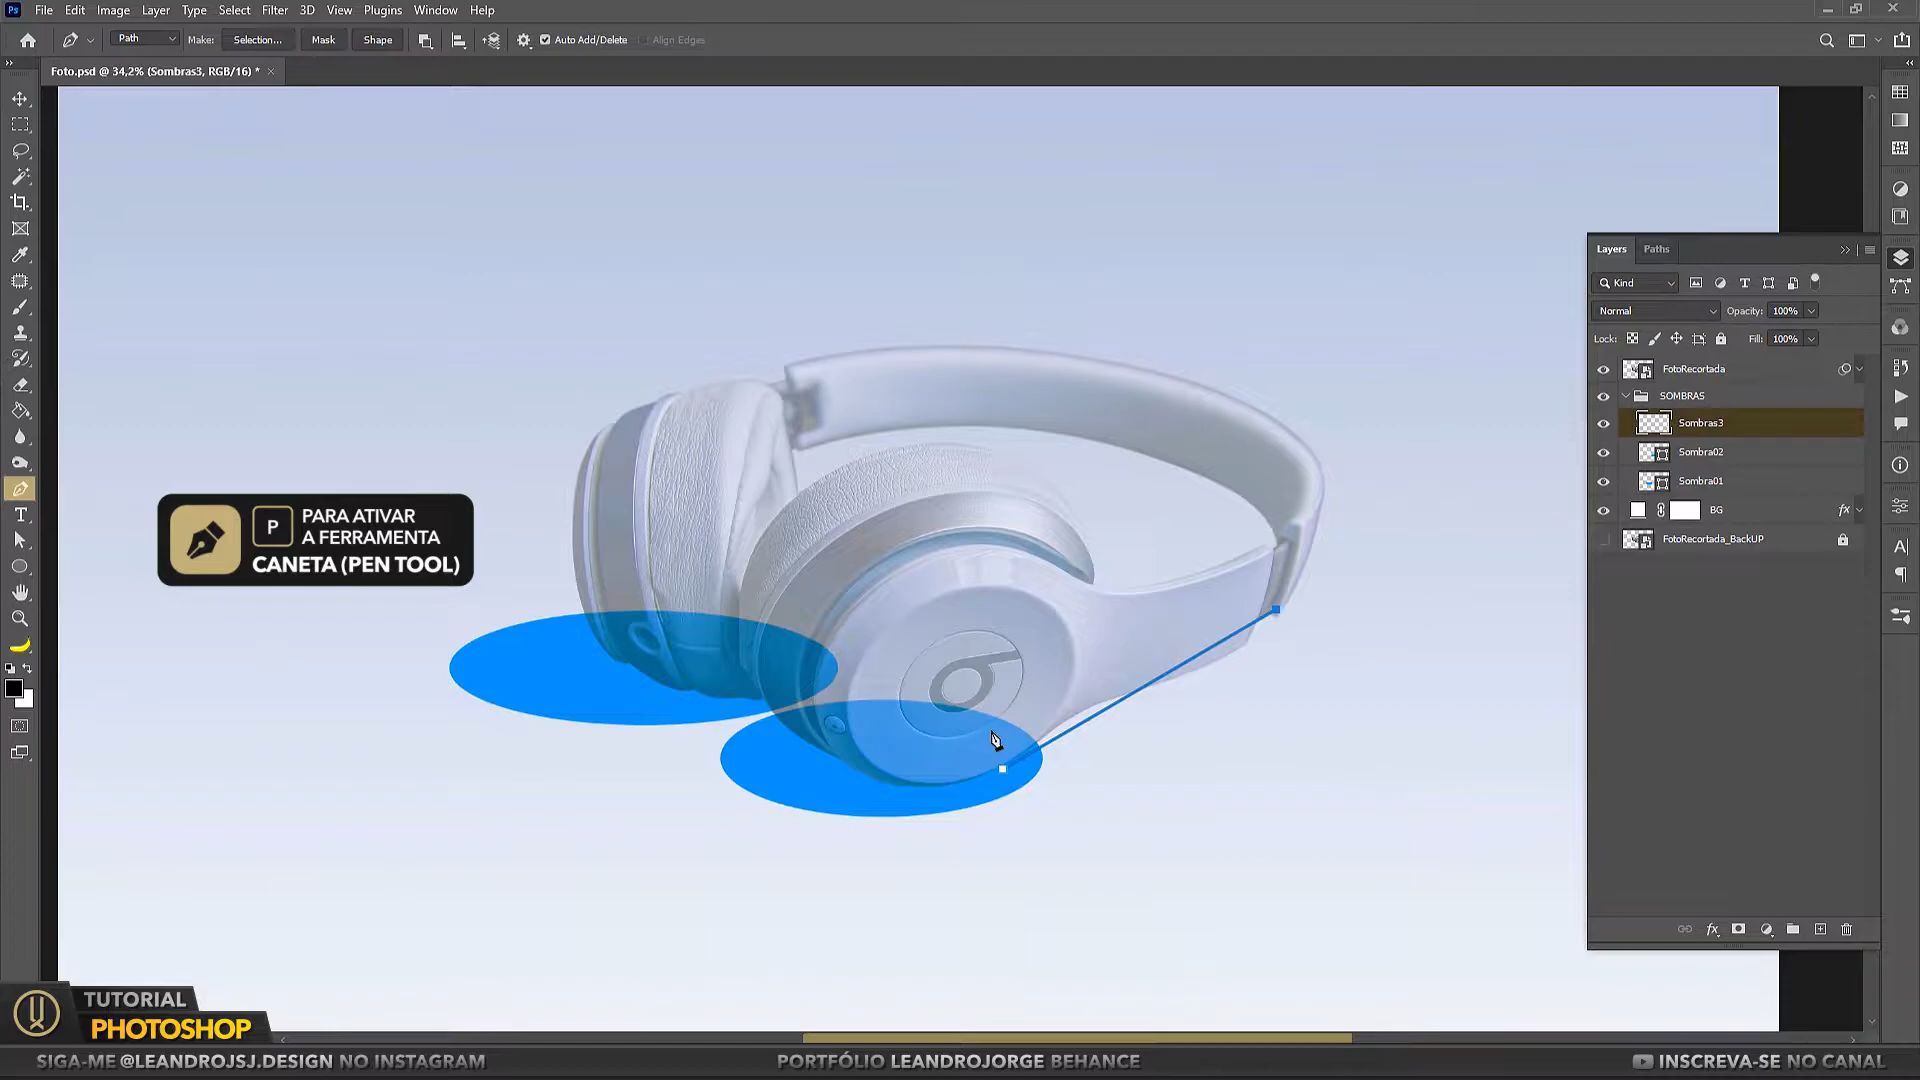 Ps File Edit Image Layer Type Select Filter 3D View Plugins Window Help
Path Make: Selection... Mask Shape Auto Add/Delete Align Edges
Foto.psd @ 34,2% (Sombras3, RGB/16) *
Layers Paths
Kind
Normal Opacity: 100%
Lock: Fill: 100%
FotoRecortada
SOMBRAS
Sombras3
Sombra02
Sombra01
BG fx
FotoRecortada_BackUP
fx
P PARA ATIVAR
A FERRAMENTA
CANETA (PEN TOOL)
TUTORIAL
PHOTOSHOP
SIGA-ME @LEANDROJSJ.DESIGN NO INSTAGRAM
PORTFÓLIO LEANDROJORGE BEHANCE
INSCREVA-SE NO CANAL